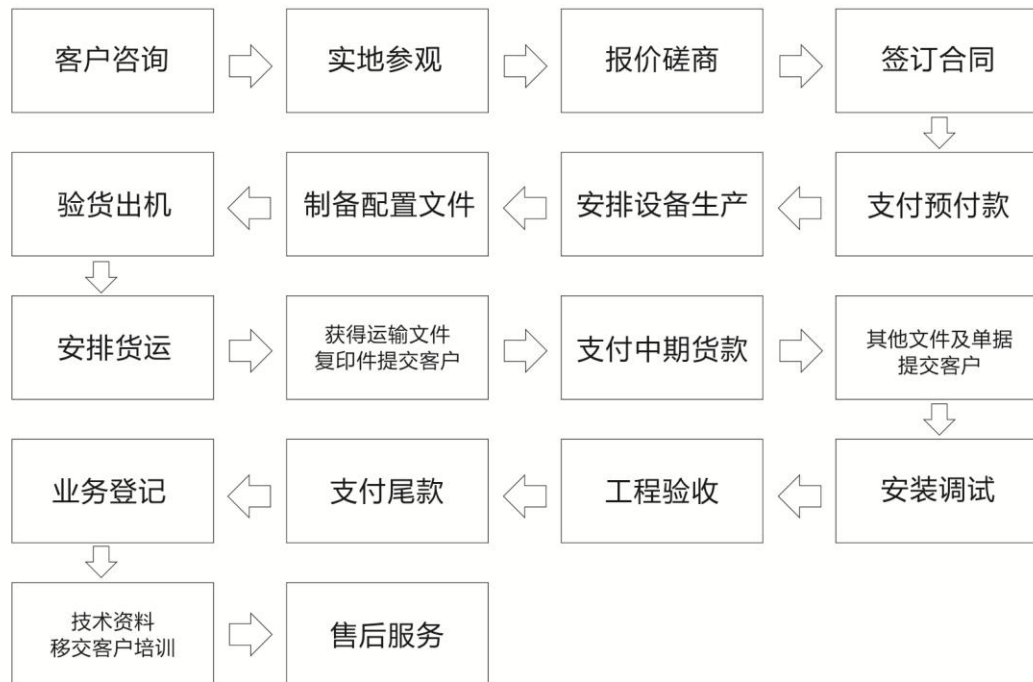 客户咨询
实地参观
报价磋商
签订合同
支付预付款
安排设备生产
制备配置文件
验货出机
安排货运
获得运输文件
复印件提交客户
支付中期货款
其他文件及单据
提交客户
安装调试
工程验收
支付尾款
业务登记
技术资料
移交客户培训
售后服务